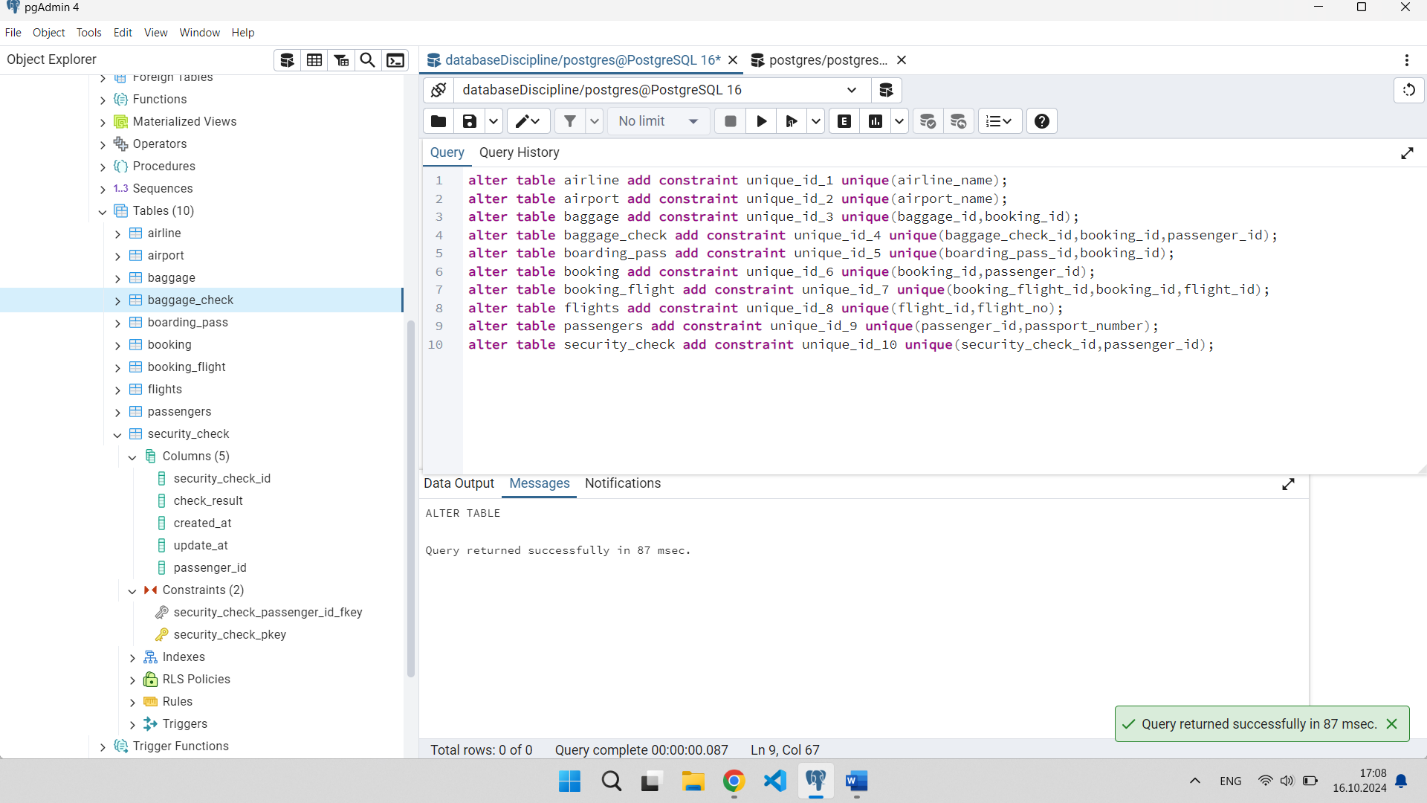 pgAdmin 4
File Object Tools Edit View Window Help
Object Explorer
databaseDiscipline/postgres@PostgreSQL 16*
postgres/postgres...
databaseDiscipline/postgres@PostgreSQL 16
No limit
E
Query Query History
1 alter table airline add constraint unique_id_1 unique(airline_name);
2 alter table airport add constraint unique_id_2 unique(airport_name);
3 alter table baggage add constraint unique_id_3 unique(baggage_id,booking_id);
4 alter table baggage_check add constraint unique_id_4 unique(baggage_check_id,booking_id,passenger_id);
5 alter table boarding_pass add constraint unique_id_5 unique(boarding_pass_id,booking_id);
6 alter table booking add constraint unique_id_6 unique(booking_id,passenger_id);
7 alter table booking_flight add constraint unique_id_7 unique(booking_flight_id,booking_id,flight_id);
8 alter table flights add constraint unique_id_8 unique(flight_id,flight_no);
9 alter table passengers add constraint unique_id_9 unique(passenger_id,passport_number);
10 alter table security_check add constraint unique_id_10 unique(security_check_id,passenger_id);
Foreign Tables
Functions
Materialized Views
Operators
Procedures
1..3 Sequences
Tables (10)
airline
airport
baggage
baggage_check
boarding_pass
booking
booking_flight
flights
passengers
security_check
Columns (5)
security_check_id
check_result
created_at
update_at
passenger_id
Constraints (2)
security_check_passenger_id_fkey
security_check_pkey
Indexes
RLS Policies
Rules
Triggers
Trigger Functions
Data Output Messages Notifications
ALTER TABLE
Query returned successfully in 87 msec.
Query returned successfully in 87 msec.
Total rows: 0 of 0 Query complete 00:00:00.087 Ln 9, Col 67
ENG
17:08
16.10.2024